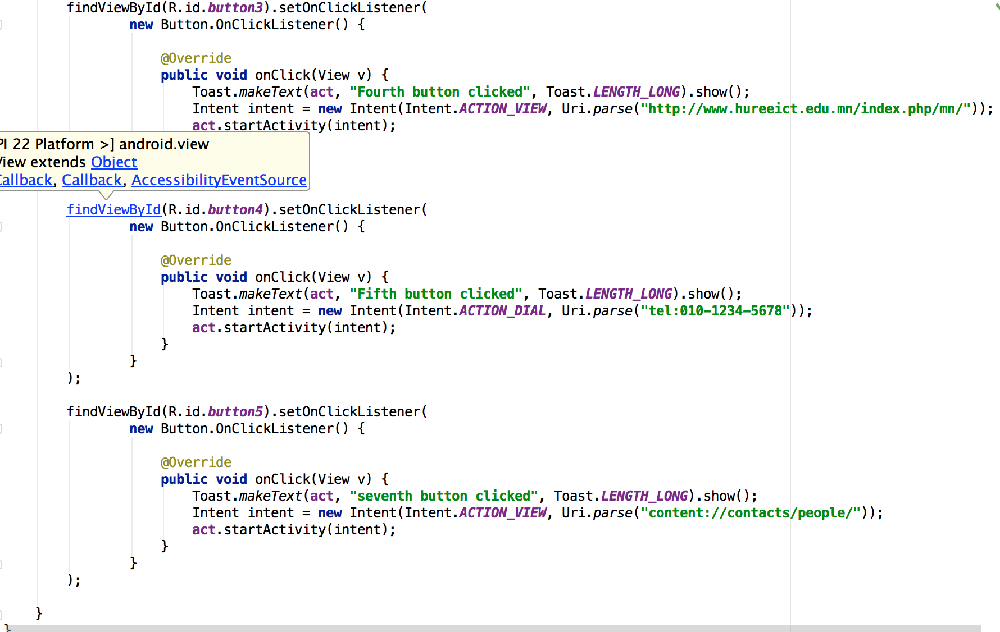 findViewById(R.id.button3).setOnClickListener(
new Button.OnClickListener() {
@Override
public void onClick(View v) {
Toast.makeText(act, "Fourth button clicked", Toast.LENGTH_LONG).show();
Intent intent = new Intent(Intent.ACTION_VIEW, Uri.parse("http://www.hureeict.edu.mn/index.php/mn/"));
act.startActivity(intent);
PI 22 Platform >] android.view
View extends Object
Callback, Callback, AccessibilityEventSource
findViewById(R.id.button4).setOnClickListener(
new Button.OnClickListener() {
@Override
public void onClick(View v) {
Toast.makeText(act, "Fifth button clicked", Toast.LENGTH_LONG).show();
Intent intent = new Intent(Intent.ACTION_DIAL, Uri.parse("tel:010-1234-5678"));
act.startActivity(intent);
}
}
);
findViewById(R.id.button5).setOnClickListener(
new Button.OnClickListener() {
@Override
public void onClick(View v) {
Toast.makeText(act, "seventh button clicked", Toast.LENGTH_LONG).show();
Intent intent = new Intent(Intent.ACTION_VIEW, Uri.parse("content://contacts/people/"));
act.startActivity(intent);
}
}
);
}
}